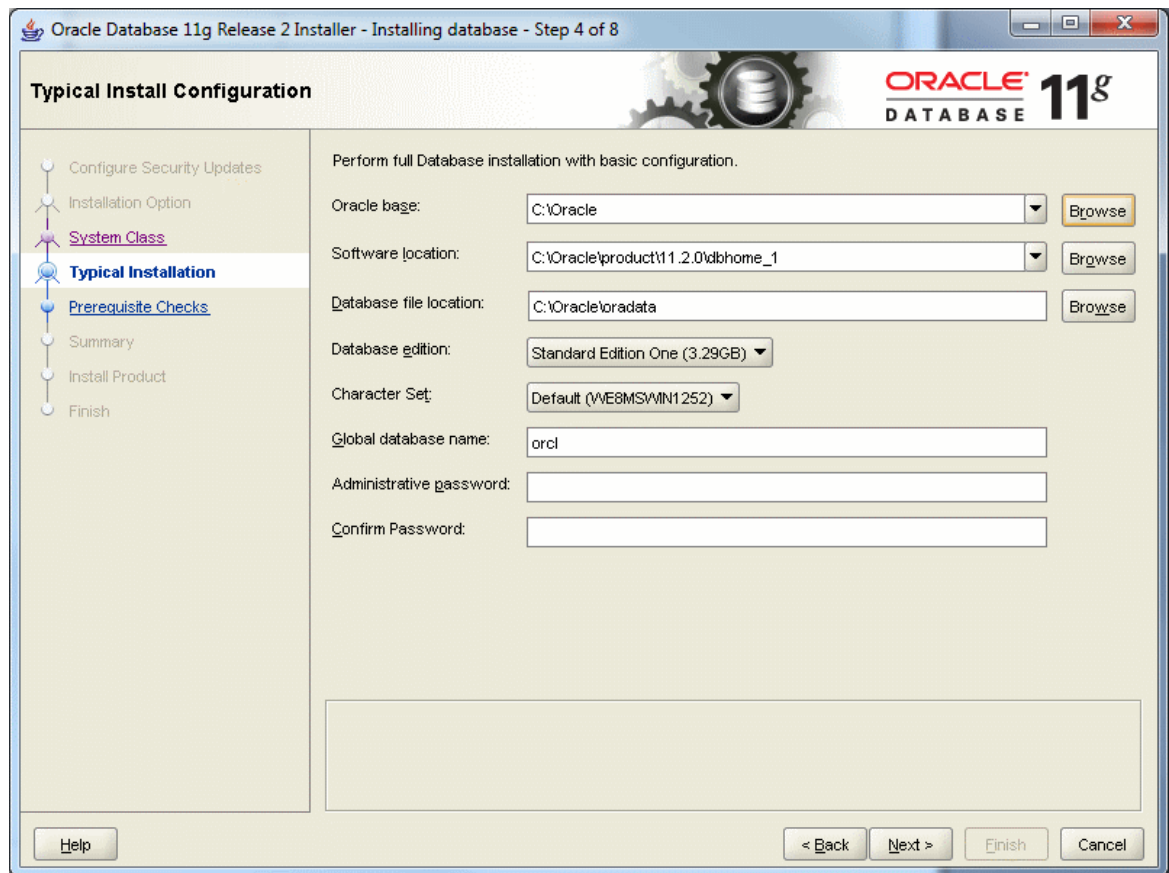 Oracle Database 11g Release 2 Installer - Installing database - Step 4 of 8
Typical Install Configuration
ORACLE 11g
DATABASE
Configure Security Updates
Installation Option
System Class
Typical Installation
Prerequisite Checks
Summary
Install Product
Finish
Perform full Database installation with basic configuration.
Oracle base: C:\Oracle Browse
Software location: C:\Oracle\product\11.2.0\dbhome_1 Browse
Database file location: C:\Oracle\oradata Browse
Database edition: Standard Edition One (3.29GB)
Character Set: Default (WE8MSWIN1252)
Global database name: orcl
Administrative password:
Confirm Password:
Help < Back Next > Finish Cancel